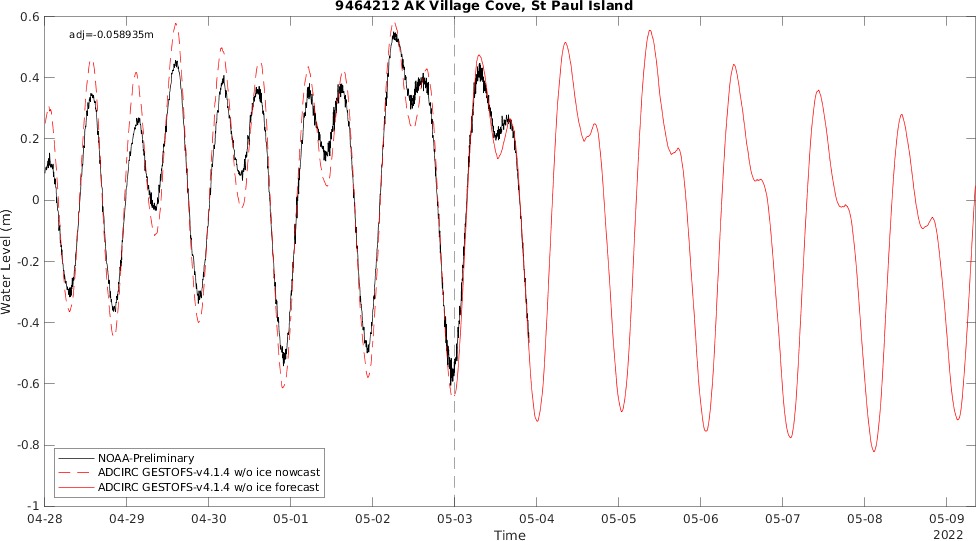 9464212 AK Village Cove, St Paul Island
adj=-0.058935m
0.6
0.4
0.2
0
-0.2
-0.4
-0.6
-0.8
-1
Water Level (m)
NOAA-Preliminary
ADCIRC GESTOFS-v4.1.4 w/o ice nowcast
ADCIRC GESTOFS-v4.1.4 w/o ice forecast
04-28 04-29 04-30 05-01 05-02 05-03 05-04 05-05 05-06 05-07 05-08 05-09
Time
2022